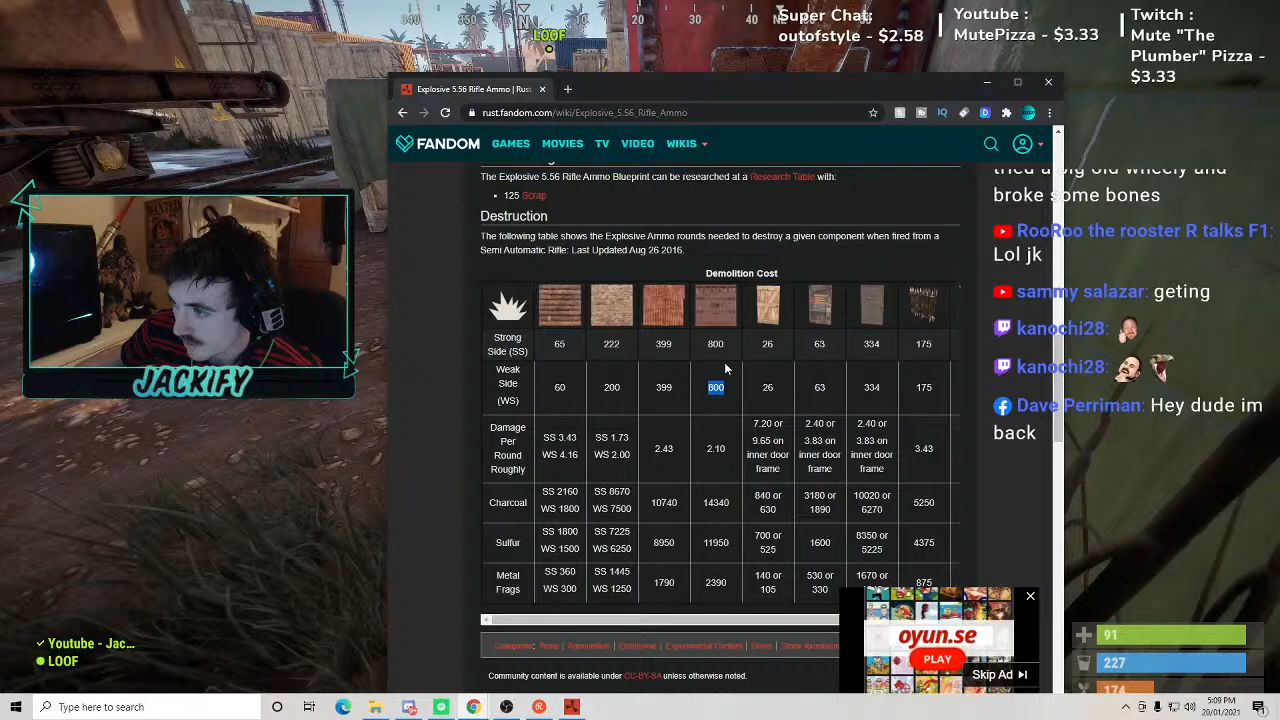 340 350 N 20 30 40 N
LOOF
Super Chat:
outofstyle - $2.58
Youtube :
MutePizza - $3.33
Twitch :
Mute "The
Plumber" Pizza -
$3.33
Explosive 5.56 Rifle Ammo | Rust
rust.fandom.com/wiki/Explosive_5.56_Rifle_Ammo
FANDOM GAMES MOVIES TV VIDEO WIKIS
The Explosive 5.56 Rifle Ammo Blueprint can be researched at a Research Table with:
125 Scrap
Destruction
The following table shows the Explosive Ammo rounds needed to destroy a given component when fired from a
Semi Automatic Rifle: Last Updated Aug 26 2016.
Demolition Cost
Strong
Side (SS)
65 222 399 800 26 63 334 175
Weak
Side
(WS)
60 200 399 800 26 63 334 175
Damage
Per
Round
Roughly
SS 3.43
WS 4.16
SS 1.73
WS 2.00
2.43
2.10
7.20 or
9.65 on
inner door
frame
2.40 or
3.83 on
inner door
frame
2.40 or
3.83 on
inner door
frame
3.43
Charcoal
SS 2160
WS 1800
SS 8670
WS 7500
10740
14340
840 or
630
3180 or
1890
10020 or
6270
5250
Sulfur
SS 1800
WS 1500
SS 7225
WS 6250
8950
11950
700 or
525
1600
8350 or
5225
4375
Metal
Frags
SS 360
WS 300
SS 1445
WS 1250
1790
2390
140 or
105
530 or
330
1670 or
875
Categories: Items | Ammunition | Explosives | Experimental Content |
Community content is available under CC-BY-SA unless otherwise noted.
oyun.se
PLAY
Skip Ad
JACKIFY
tried a big old wheely and
broke some bones
RooRoo the rooster R talks F1:
Lol jk
sammy salazar: geting
kanochi28:
kanochi28:
Dave Perriman: Hey dude im
back
Youtube - Jac...
LOOF
91
227
174
Type here to search
5:09 PM
20/01/2021